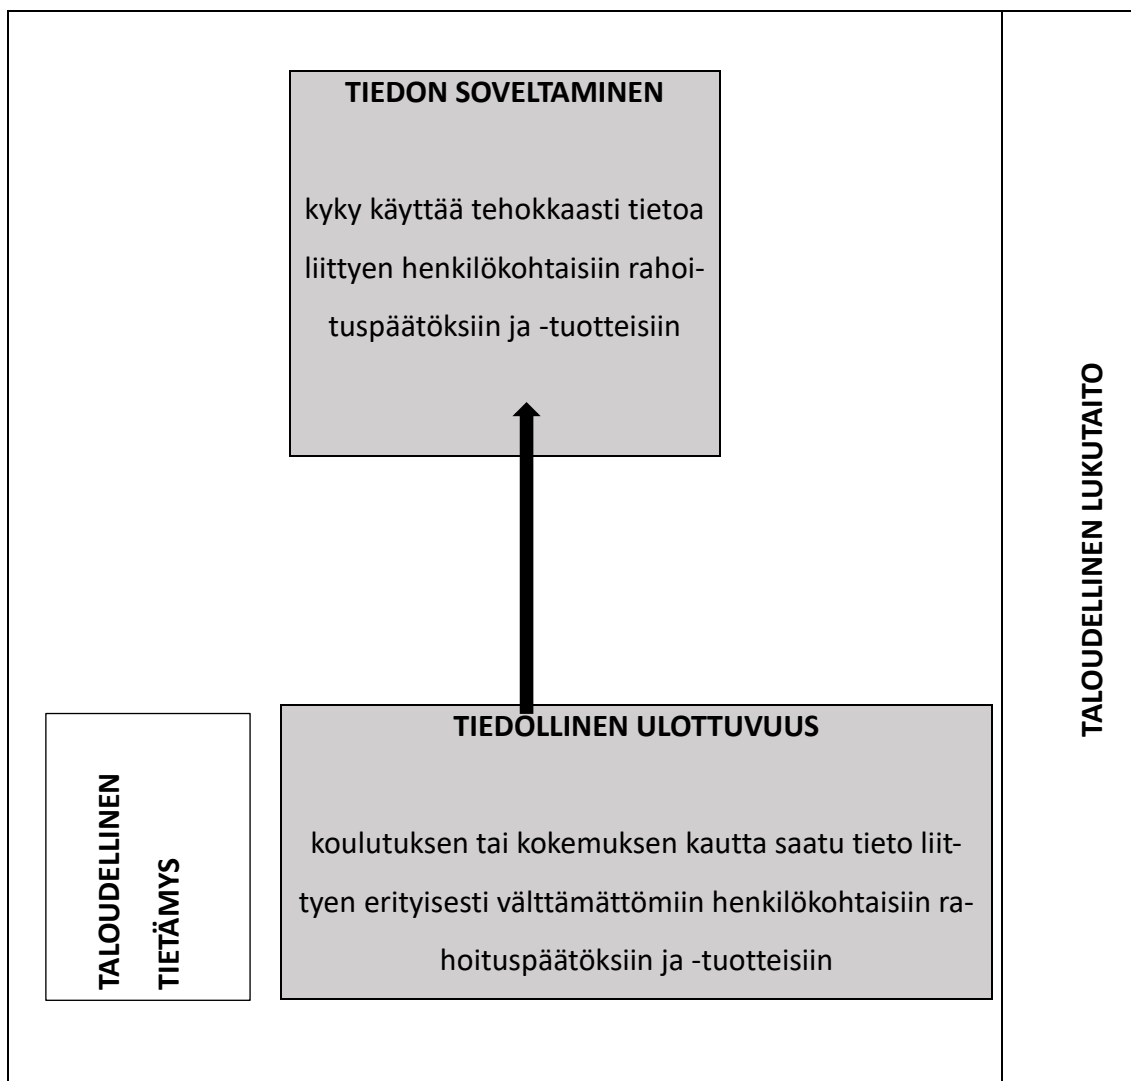 TIEDON SOVELTAMINEN
kyky käyttää tehokkaasti tietoa
liittyen henkilökohtaisiin rahoi-
tuspäätöksiin ja -tuotteisiin
TALOUDELLINEN LUKUTAITO
TALOUDELLINEN
TIETÄMYS
TIEDOLLINEN ULOTTUVUUS
koulutuksen tai kokemuksen kautta saatu tieto liit-
tyen erityisesti välttämättömiin henkilökohtaisiin ra-
hoituspäätöksiin ja -tuotteisiin